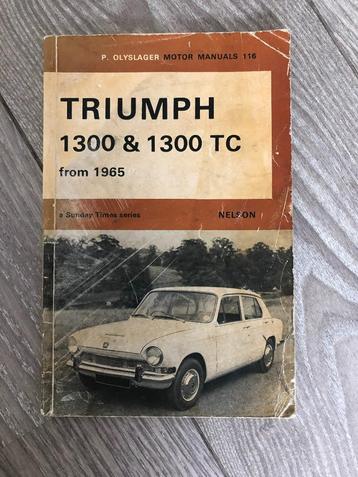 P. OLYSLAGER MOTOR MANUALS 116
TRIUMPH
1300 & 1300 TC
from 1965
a Sunday Times series NELSON